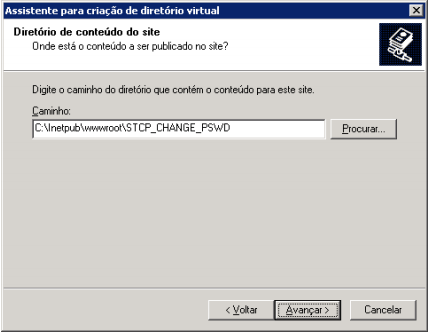 Assistente para criação de diretório virtual
Diretório de conteúdo do site
Onde está o conteúdo a ser publicado no site?
Digite o caminho do diretório que contém o conteúdo para este site.
Caminho:
C:\Inetpub\wwwroot\STCP_CHANGE_PSWD
Procurar...
< Voltar Avançar > Cancelar